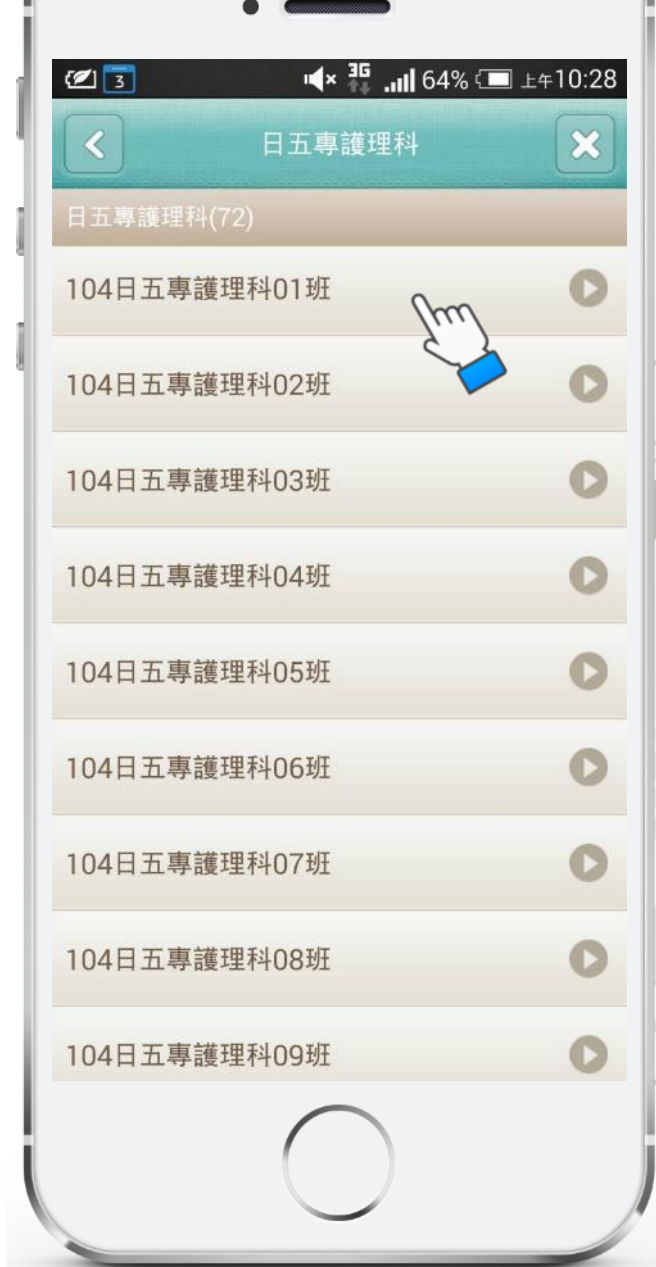 3 3G 64% 上午10:28
日五專護理科
日五專護理科(72)
104日五專護理科01班
104日五專護理科02班
104日五專護理科03班
104日五專護理科04班
104日五專護理科05班
104日五專護理科06班
104日五專護理科07班
104日五專護理科08班
104日五專護理科09班